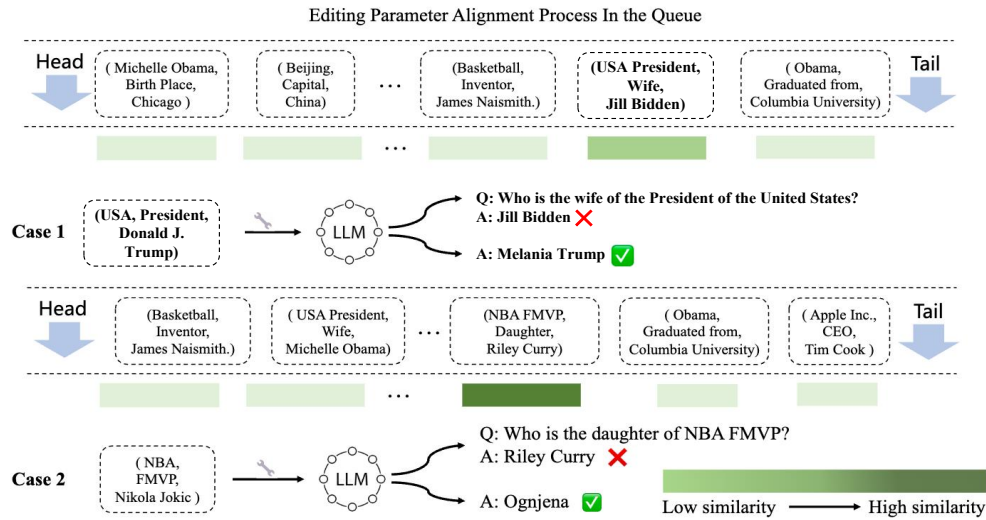 Editing Parameter Alignment Process In the Queue
Head
( Michelle Obama,
Birth Place,
Chicago )
( Beijing,
Capital,
China)
...
(Basketball,
Inventor,
James Naismith.)
(USA President,
Wife,
Jill Bidden)
( Obama,
Graduated from,
Columbia University)
Tail
...
Case 1
(USA, President,
Donald J.
Trump)
LLM
Q: Who is the wife of the President of the United States?
A: Jill Bidden
A: Melania Trump
Head
(Basketball,
Inventor,
James Naismith.)
( USA President,
Wife,
Michelle Obama)
...
(NBA FMVP,
Daughter,
Riley Curry)
(Obama,
Graduated from,
Columbia University)
( Apple Inc.,
CEO,
Tim Cook )
Tail
...
Case 2
( NBA,
FMVP,
Nikola Jokic )
LLM
Q: Who is the daughter of NBA FMVP?
A: Riley Curry
A: Ognjena
Low similarity
High similarity